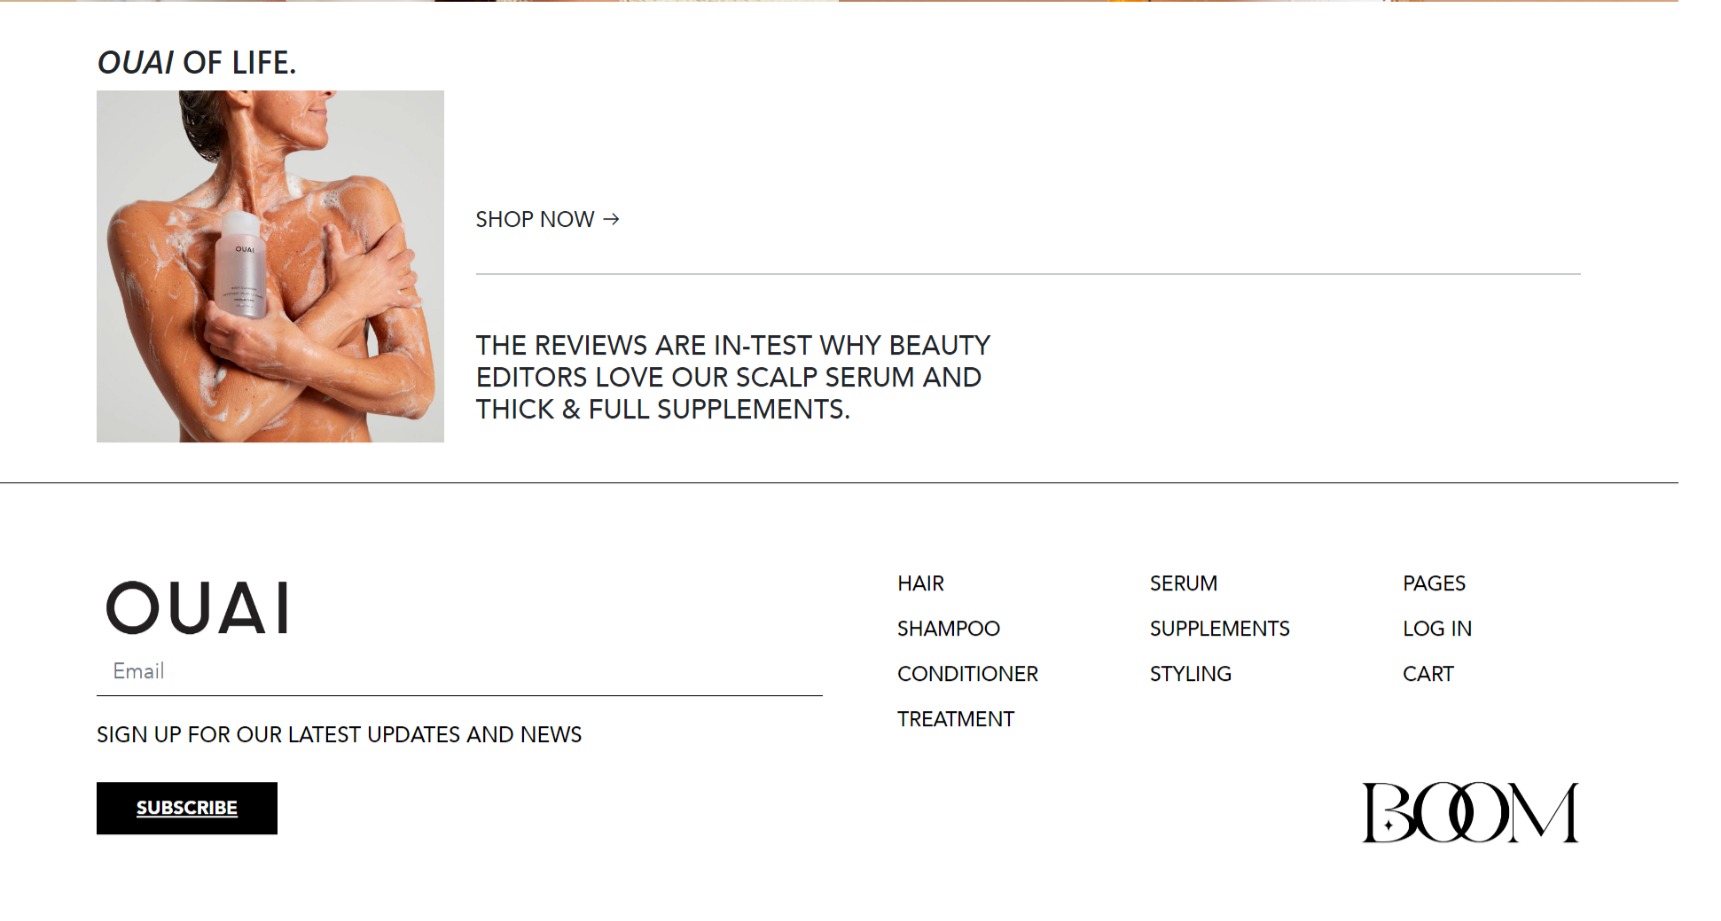 OUAI OF LIFE.
OUAI
SHOP NOW →
THE REVIEWS ARE IN-TEST WHY BEAUTY
EDITORS LOVE OUR SCALP SERUM AND
THICK & FULL SUPPLEMENTS.
OUAI
Email
SIGN UP FOR OUR LATEST UPDATES AND NEWS
SUBSCRIBE
HAIR
SHAMPOO
CONDITIONER
TREATMENT
SERUM
SUPPLEMENTS
STYLING
PAGES
LOG IN
CART
BOOM